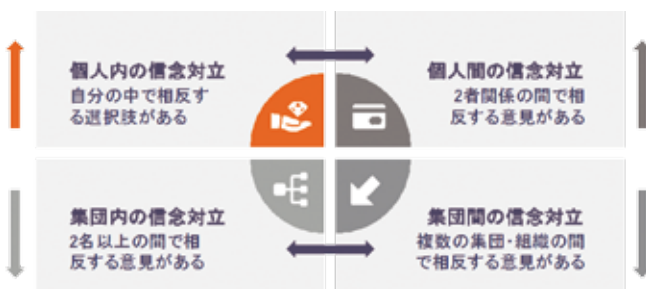 個人内の信念対立
自分の中で相反す
る選択肢がある
個人間の信念対立
2者関係の間で相
反する意見がある
集団内の信念対立
2名以上の間で相
反する意見がある
集団間の信念対立
複数の集団・組織の間
で相反する意見がある